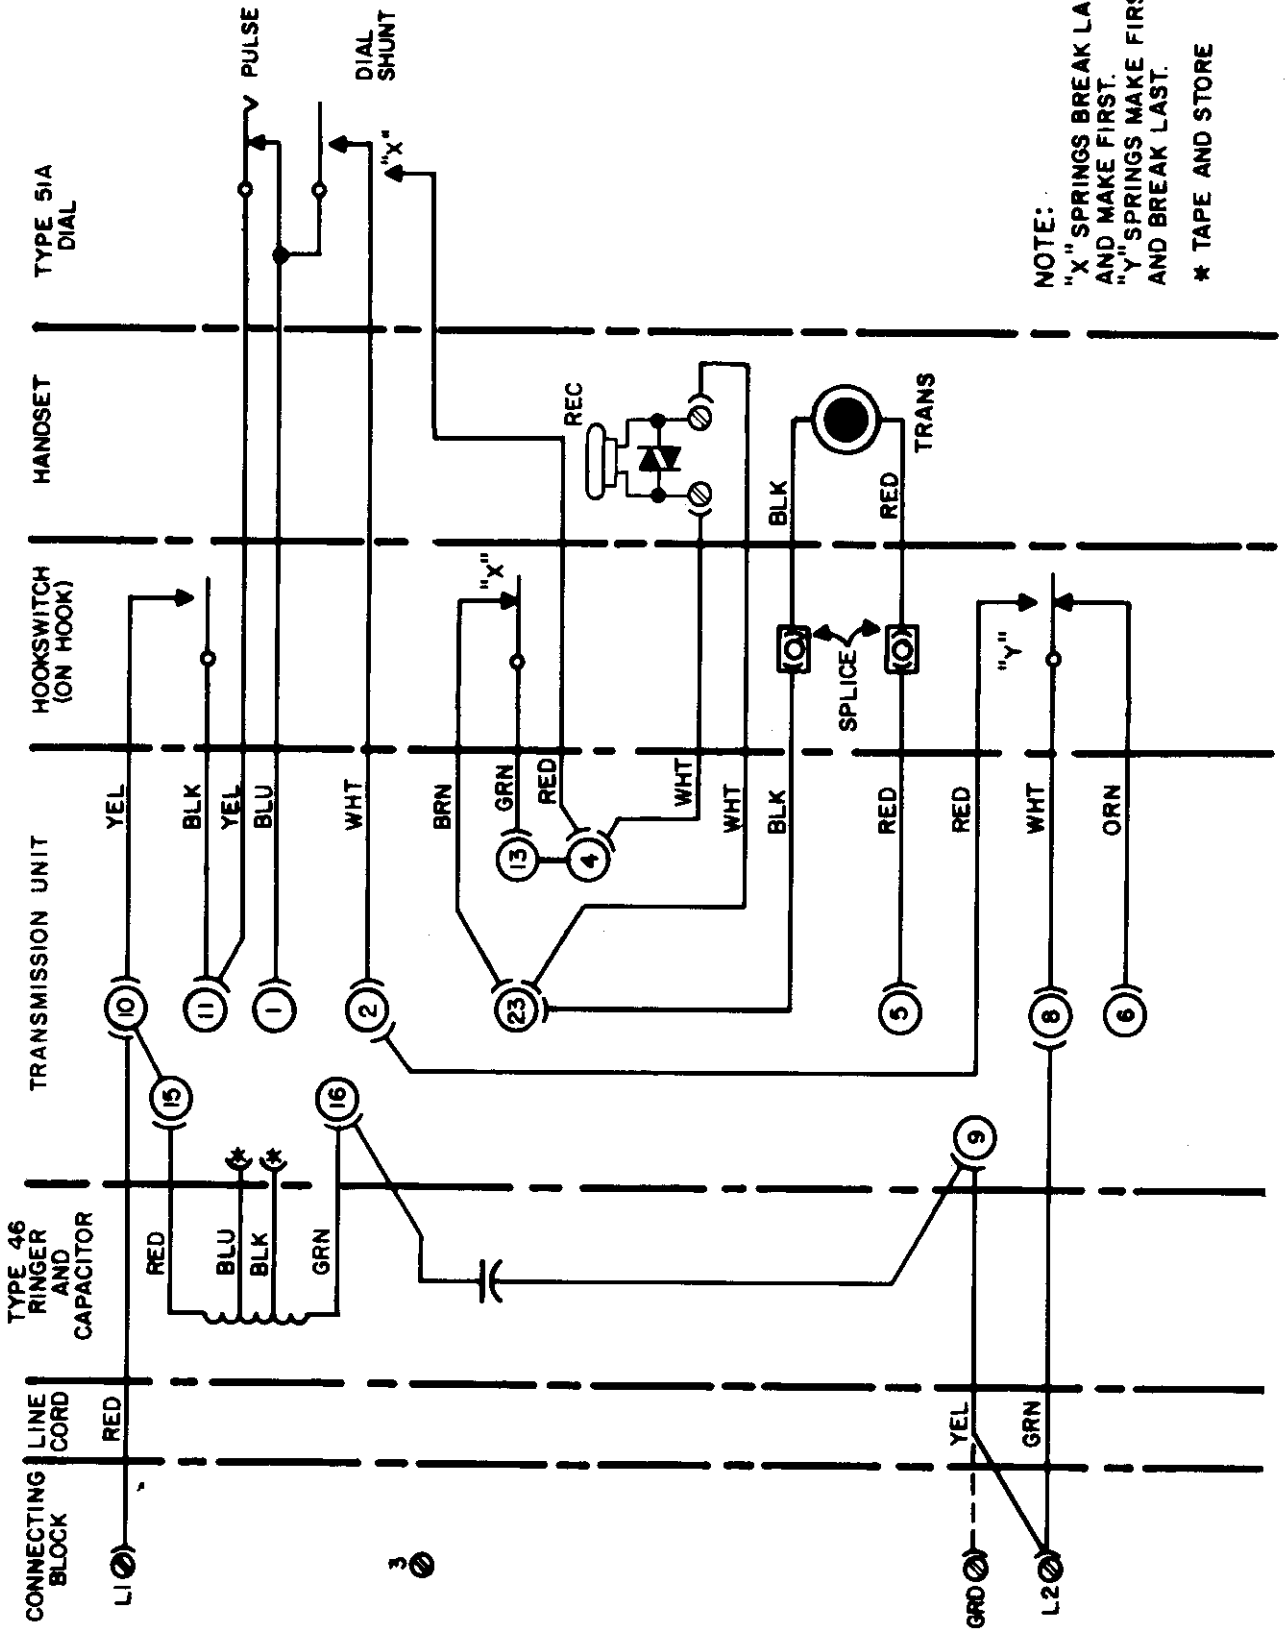 CONNECTING
BLOCK
LINE
CORD
TYPE 46
RINGER
AND
CAPACITOR
TRANSMISSION UNIT
HOOKSWITCH
(ON HOOK)
HANDSET
TYPE 51A
DIAL
L1
RED
10
YEL
15
RED
11
BLK
YEL
PULSE
BLU
*
1
BLU
BLK
*
GRN
16
2
WHT
DIAL
SHUNT
"X"
3
BRN
"X"
23
13
GRN
4
RED
REC
WHT
WHT
BLK
BLK
SPLICE
TRANS
5
RED
RED
GRD
YEL
9
RED
"Y"
L2
GRN
8
WHT
6
ORN
NOTE:
"X" SPRINGS BREAK LA
AND MAKE FIRST.
"Y" SPRINGS MAKE FIRS
AND BREAK LAST.
* TAPE AND STORE